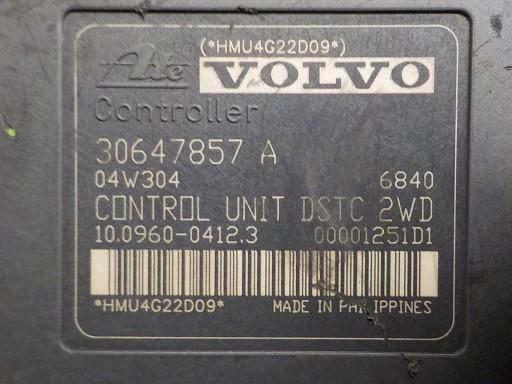 (*HMU4G22D09*)
Ate VOLVO
Controller
30647857 A
04W304 6840
CONTROL UNIT DSTC 2WD
10.0960-0412.3 00001251D1
*HMU4G22D09* MADE IN PHILIPPINES